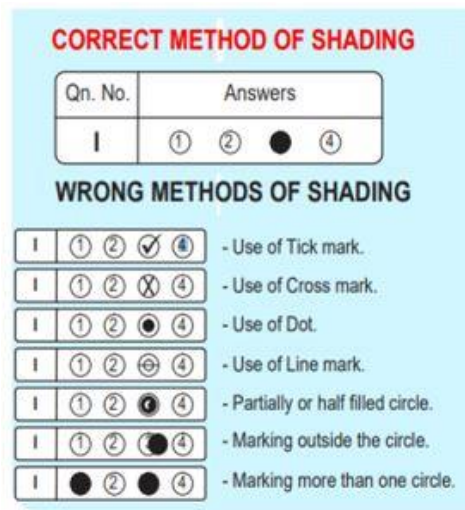 CORRECT METHOD OF SHADING
Qn. No. Answers
I 1 2 4
WRONG METHODS OF SHADING
I 1 2 4 - Use of Tick mark.
I 1 2 4 - Use of Cross mark.
I 1 2 4 - Use of Dot.
I 1 2 4 - Use of Line mark.
I 1 2 4 - Partially or half filled circle.
I 1 2 4 - Marking outside the circle.
I 2 4 - Marking more than one circle.